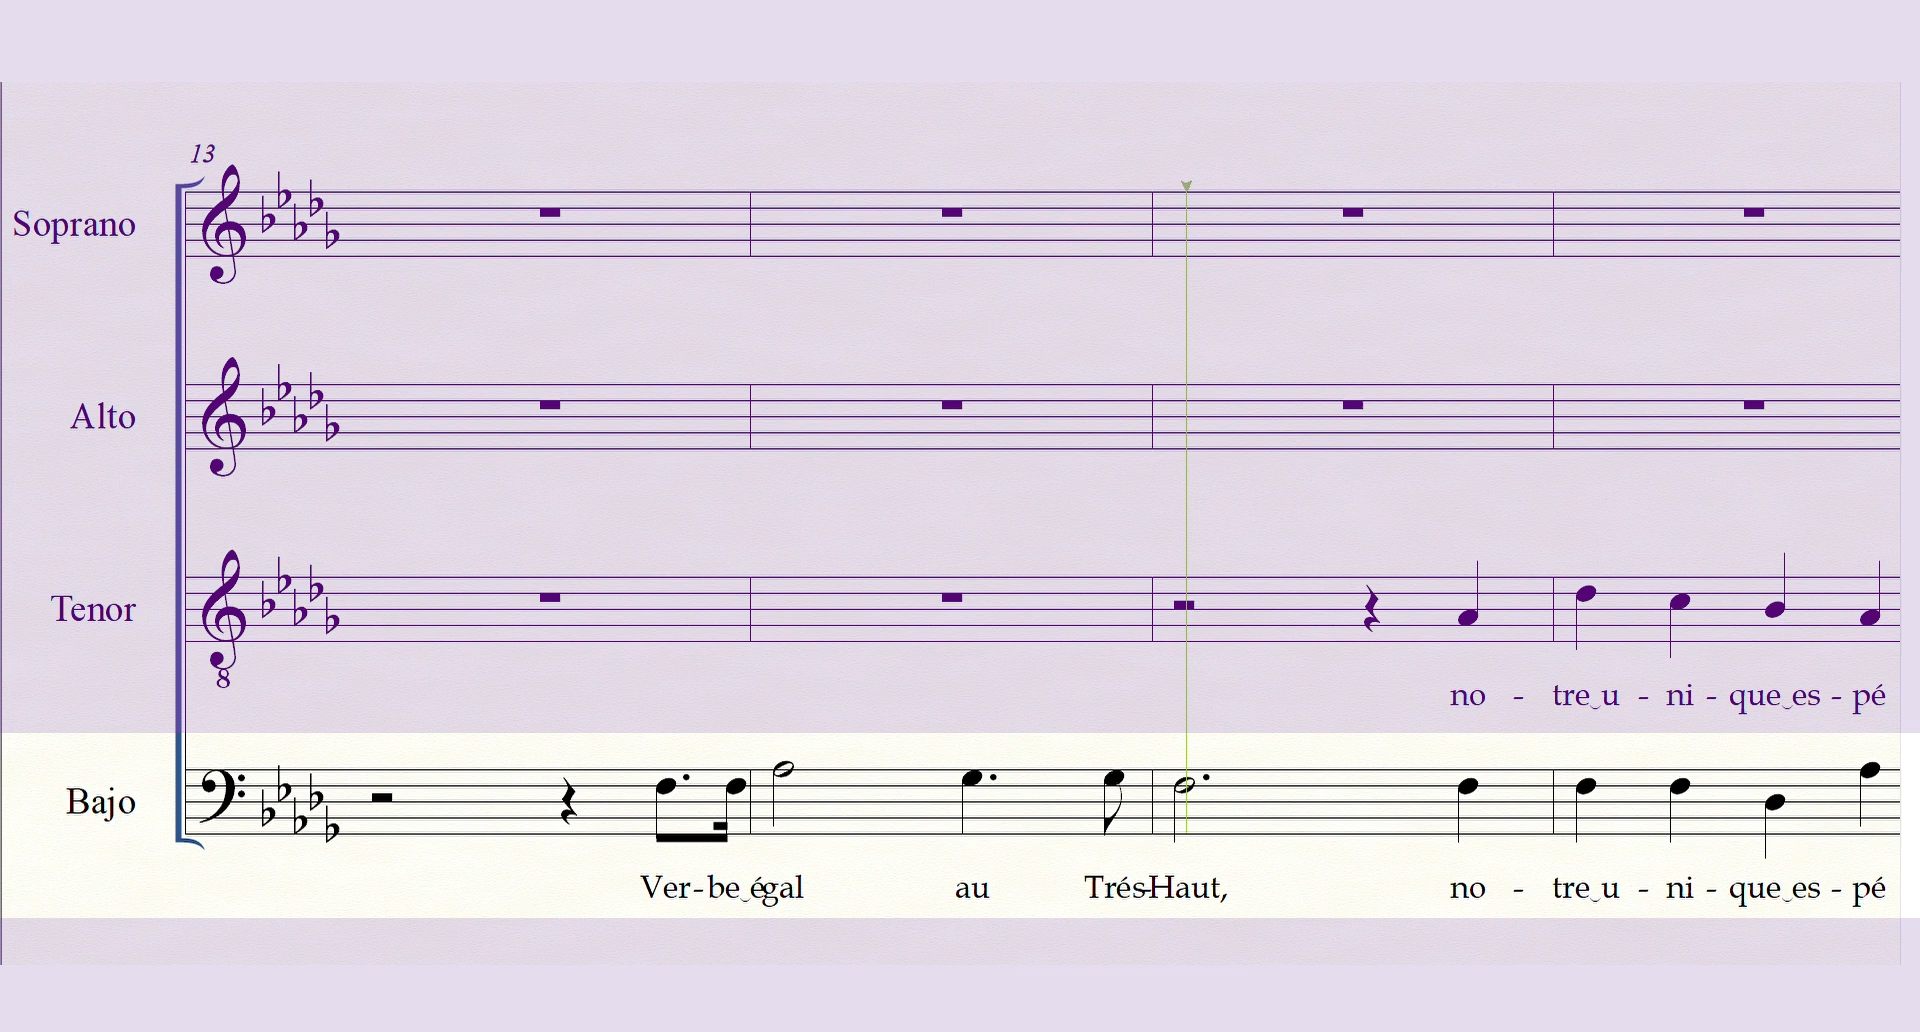 13
Soprano
Alto
Tenor
8
no - tre‿u - ni - que‿es - pé
Bajo
Ver-be‿égal au Trés-Haut, no - tre‿u - ni - que‿es - pé